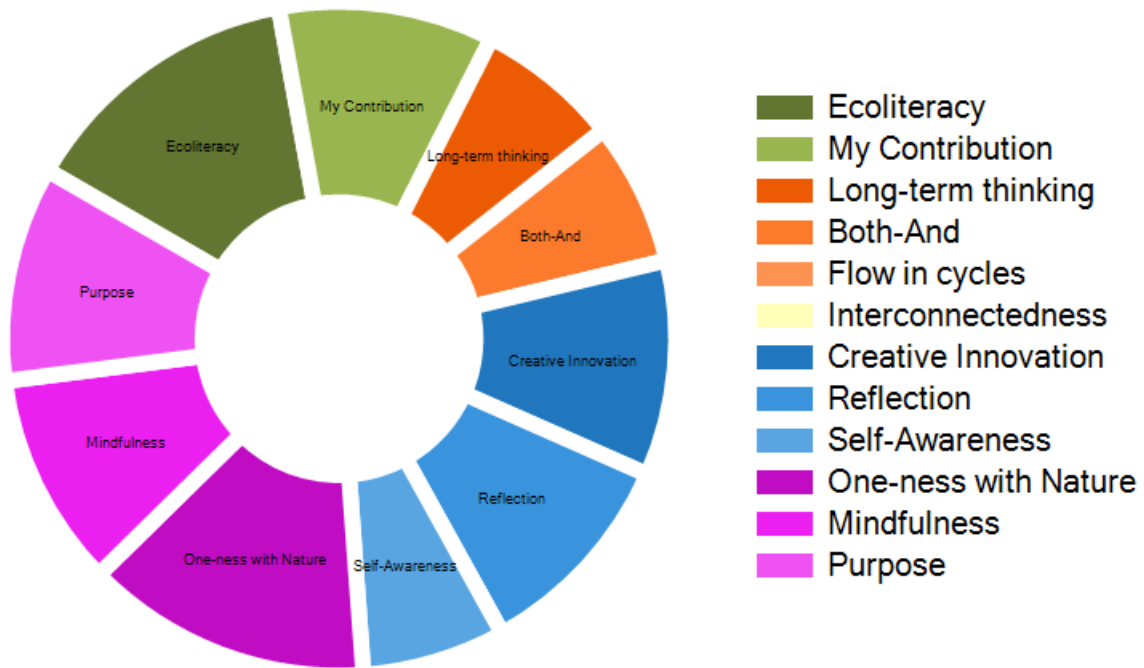 My Contribution
Ecoliteracy
Long-term thinking
Both-And
Purpose
Creative Innovation
Mindfulness
Reflection
One-ness with Nature
Self-Awareness
Ecoliteracy
My Contribution
Long-term thinking
Both-And
Flow in cycles
Interconnectedness
Creative Innovation
Reflection
Self-Awareness
One-ness with Nature
Mindfulness
Purpose